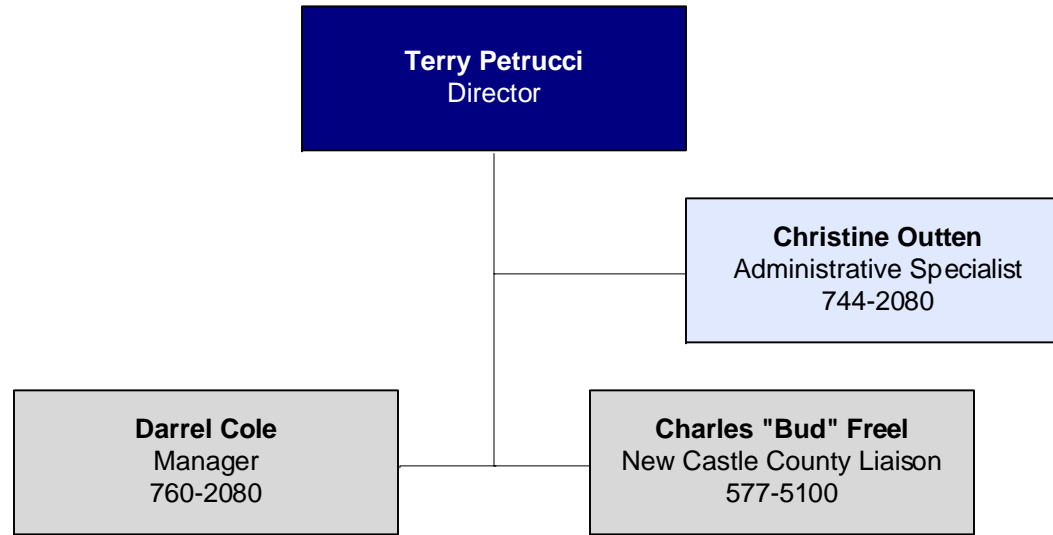 Terry Petrucci
Director
Christine Outten
Administrative Specialist
744-2080
Darrel Cole
Manager
760-2080
Charles "Bud" Freel
New Castle County Liaison
577-5100